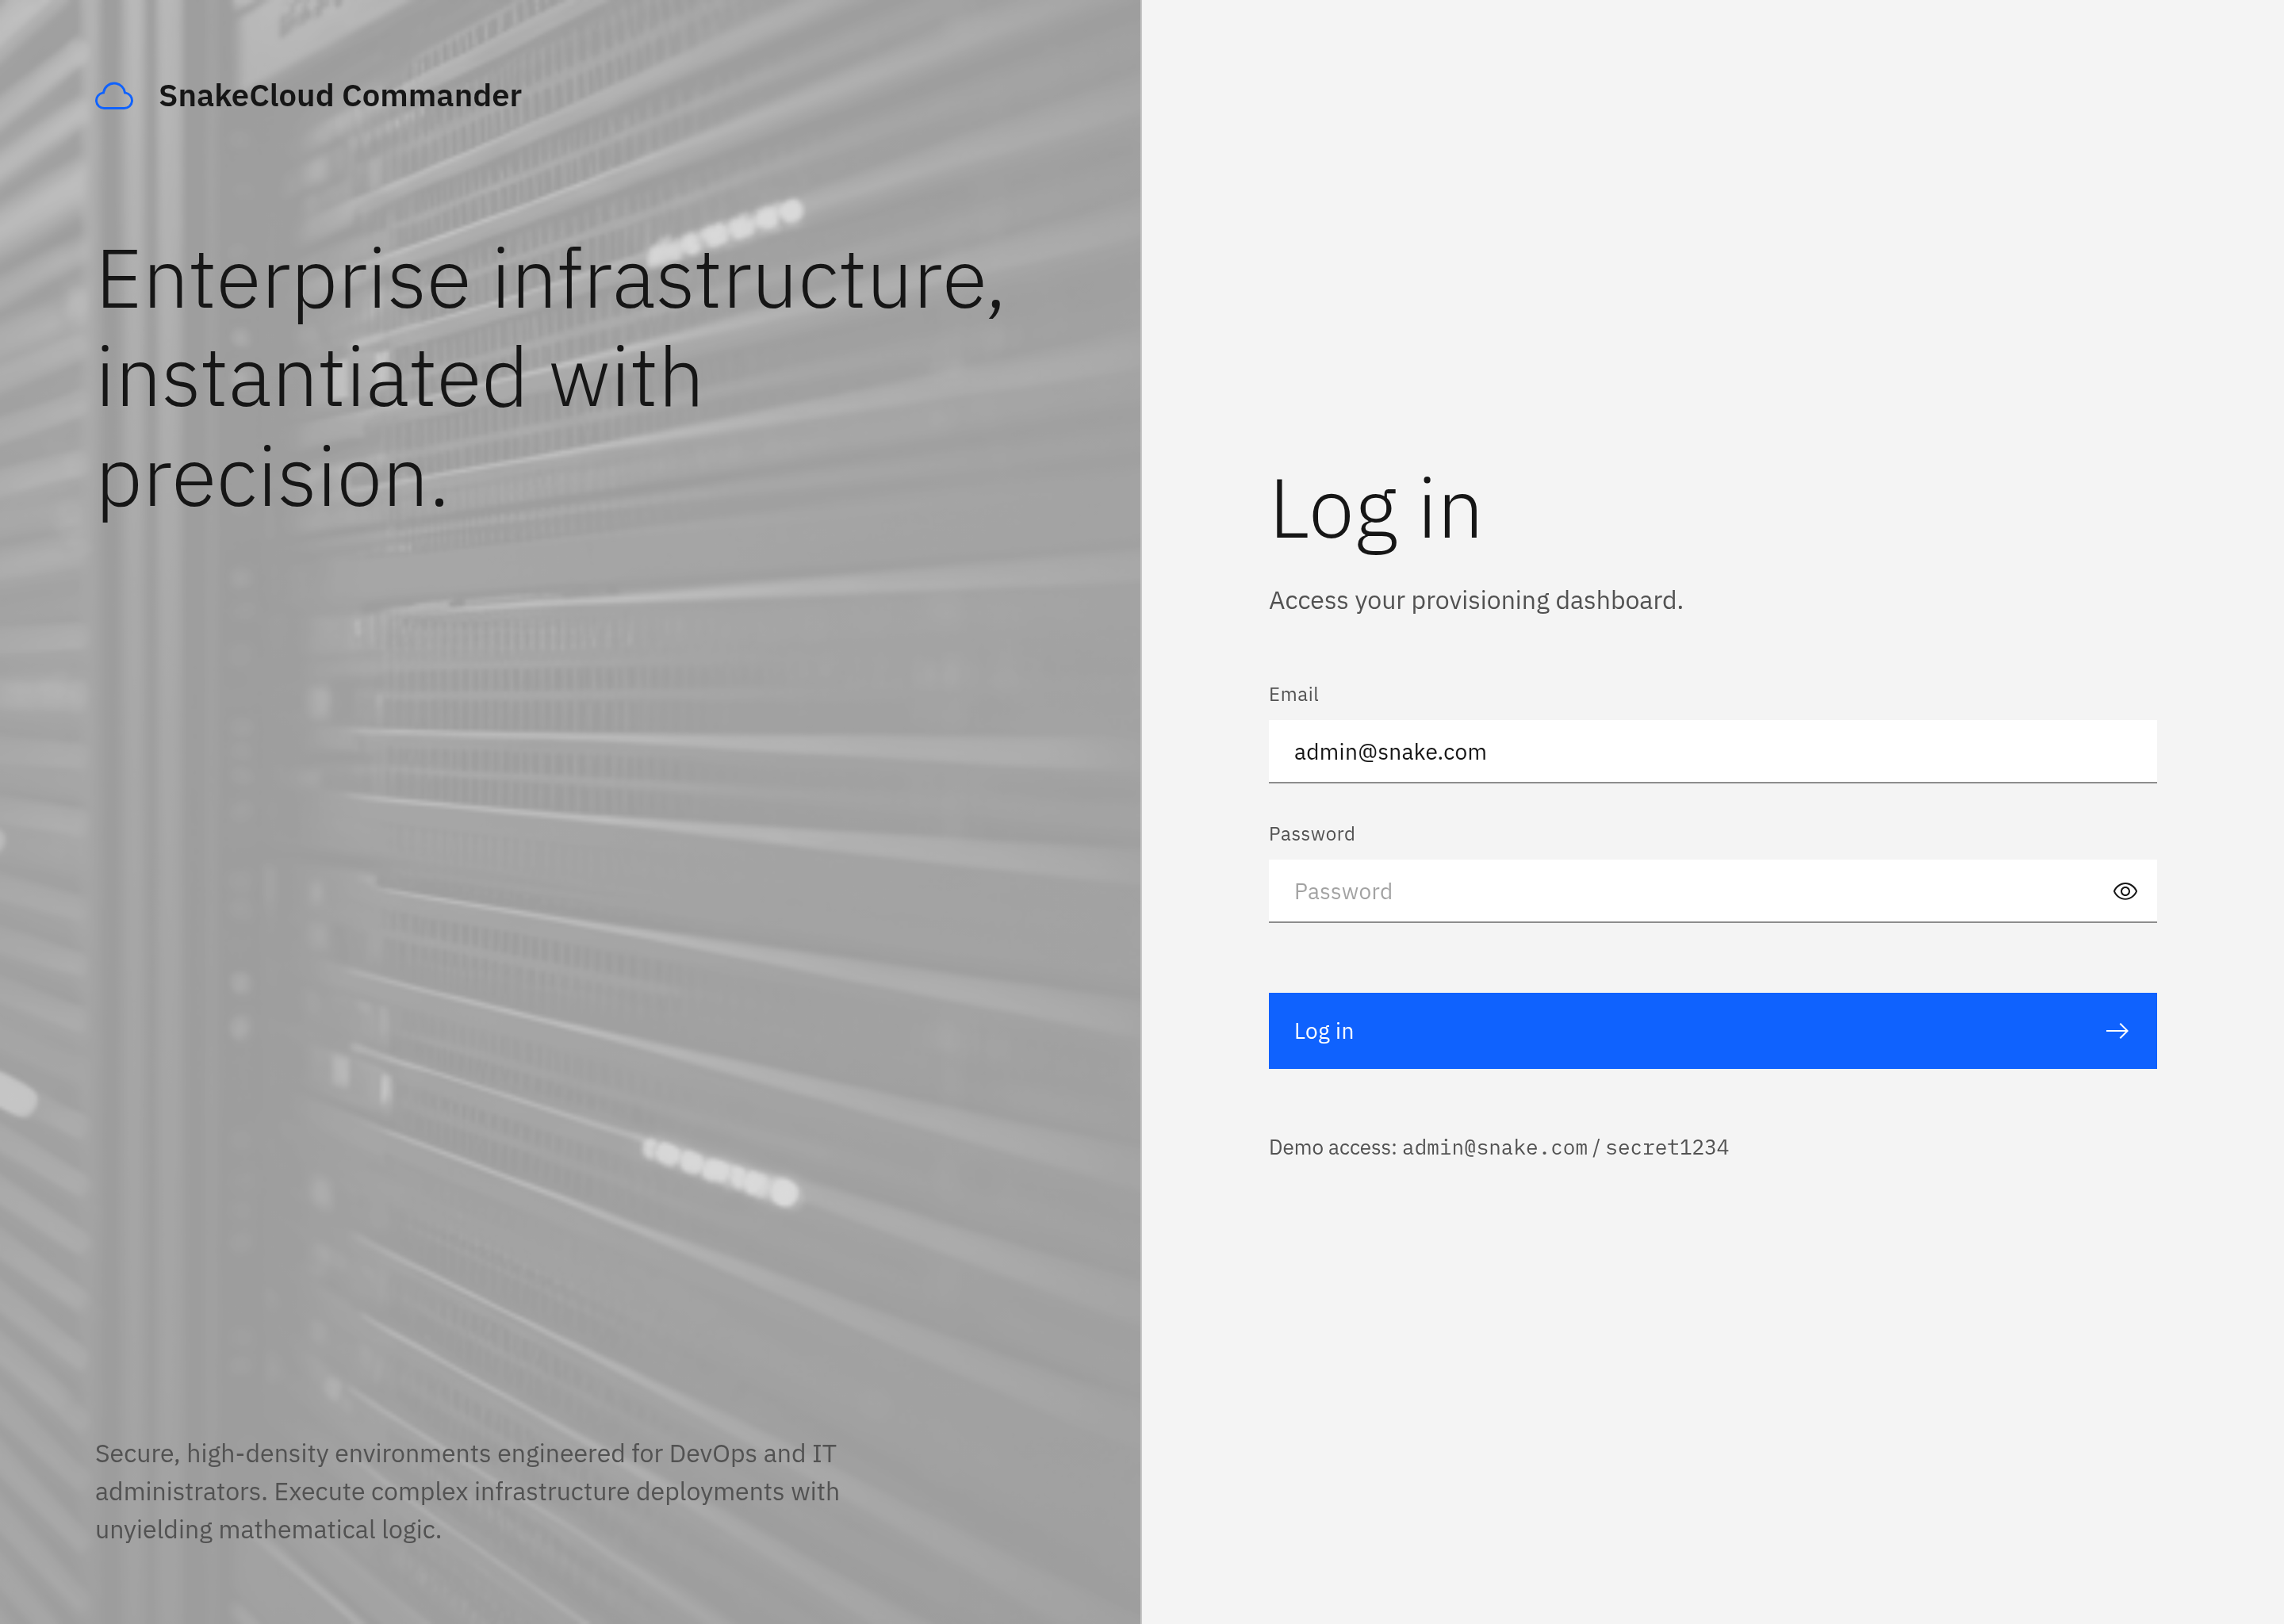 SnakeCloud Commander
Enterprise infrastructure,
instantiated with
precision.
Secure, high-density environments engineered for DevOps and IT
administrators. Execute complex infrastructure deployments with
unyielding mathematical logic.
Log in
Access your provisioning dashboard.
Email
admin@snake.com
Password
Password
Log in
Demo access: admin@snake.com / secret1234